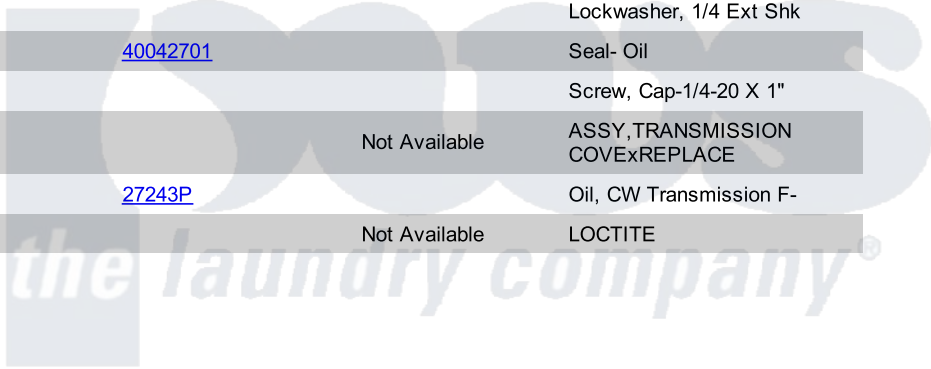 Lockwasher, 1/4 Ext Shk
40042701 Seal- Oil
Screw, Cap-1/4-20 X 1"
Not Available ASSY,TRANSMISSION
COVExREPLACE
27243P Oil, CW Transmission F-
Not Available LOCTITE
the laundry company®